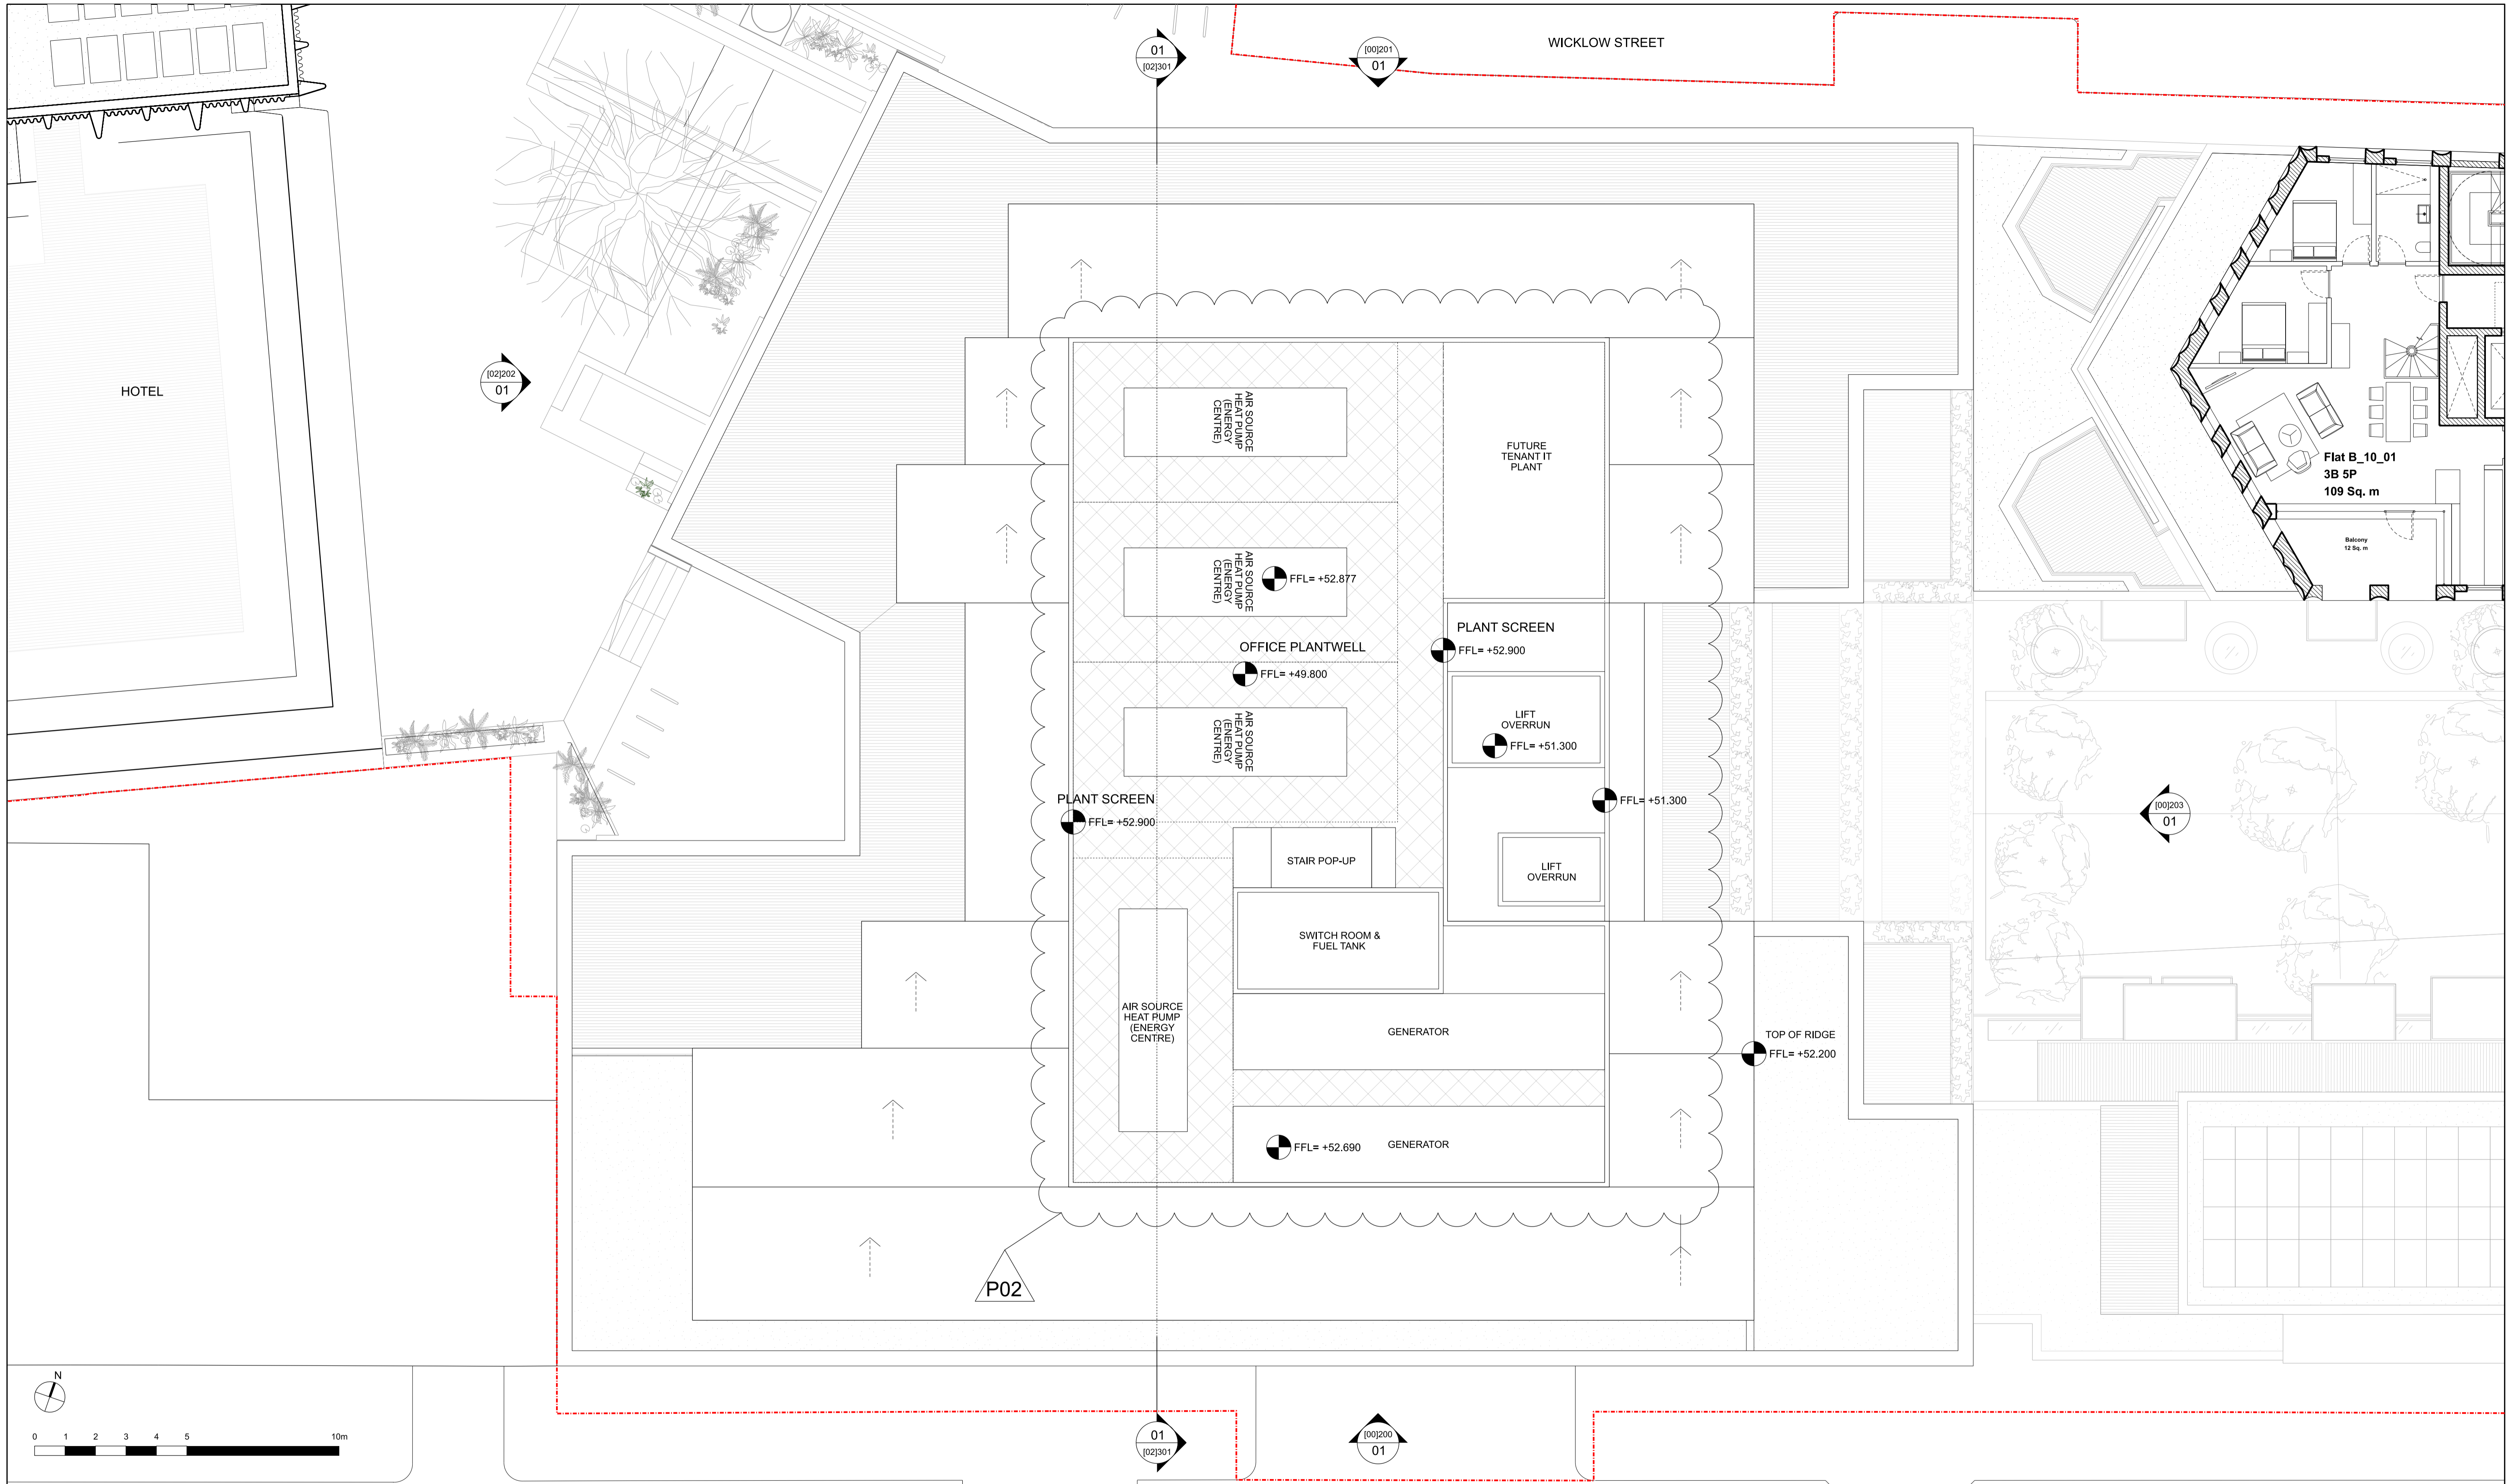 WICKLOW STREET
01
[02]301
[00]201
01
HOTEL
[02]202
01
AIR SOURCE
HEAT PUMP
(ENERGY
CENTRE)
FUTURE
TENANT IT
PLANT
Flat B_10_01
3B 5P
109 Sq. m
Balcony
12 Sq. m
AIR SOURCE
HEAT PUMP
(ENERGY
CENTRE)
FFL= +52.877
OFFICE PLANTWELL
FFL= +49.800
PLANT SCREEN
FFL= +52.900
AIR SOURCE
HEAT PUMP
(ENERGY
CENTRE)
LIFT
OVERRUN
FFL= +51.300
PLANT SCREEN
FFL= +52.900
FFL= +51.300
[00]203
01
STAIR POP-UP
LIFT
OVERRUN
SWITCH ROOM &
FUEL TANK
AIR SOURCE
HEAT PUMP
(ENERGY
CENTRE)
GENERATOR
TOP OF RIDGE
FFL= +52.200
FFL= +52.690
GENERATOR
P02
N
0 1 2 3 4 5 10m
01
[02]301
[00]200
01